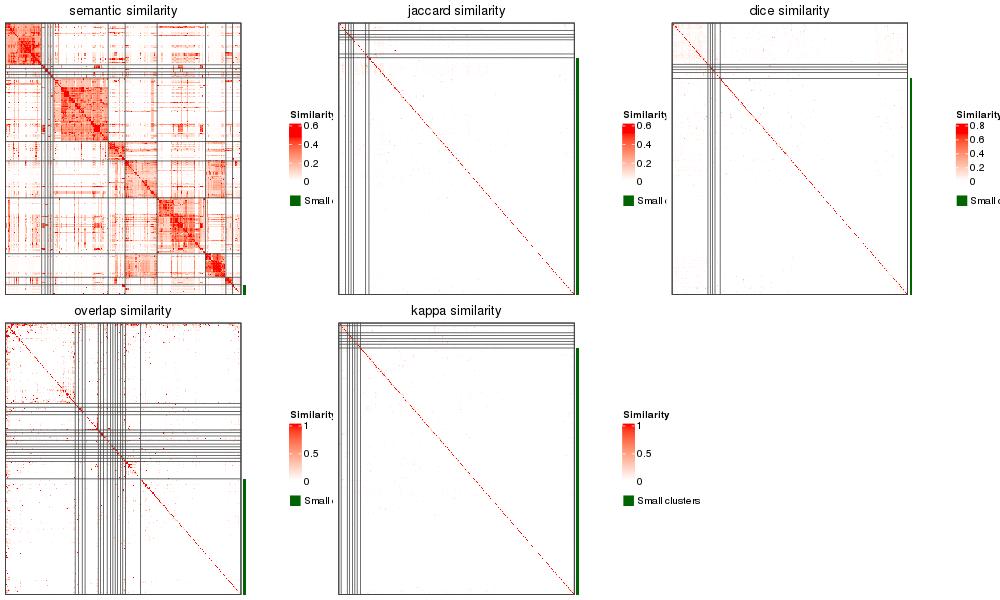 semantic similarity
Similarity
0.6
0.4
0.2
0
Small
jaccard similarity
Similarity
0.6
0.4
0.2
0
Small
dice similarity
Similarity
0.8
0.6
0.4
0.2
0
Small
overlap similarity
Similarity
1
0.5
0
Small
kappa similarity
Similarity
1
0.5
0
Small clusters